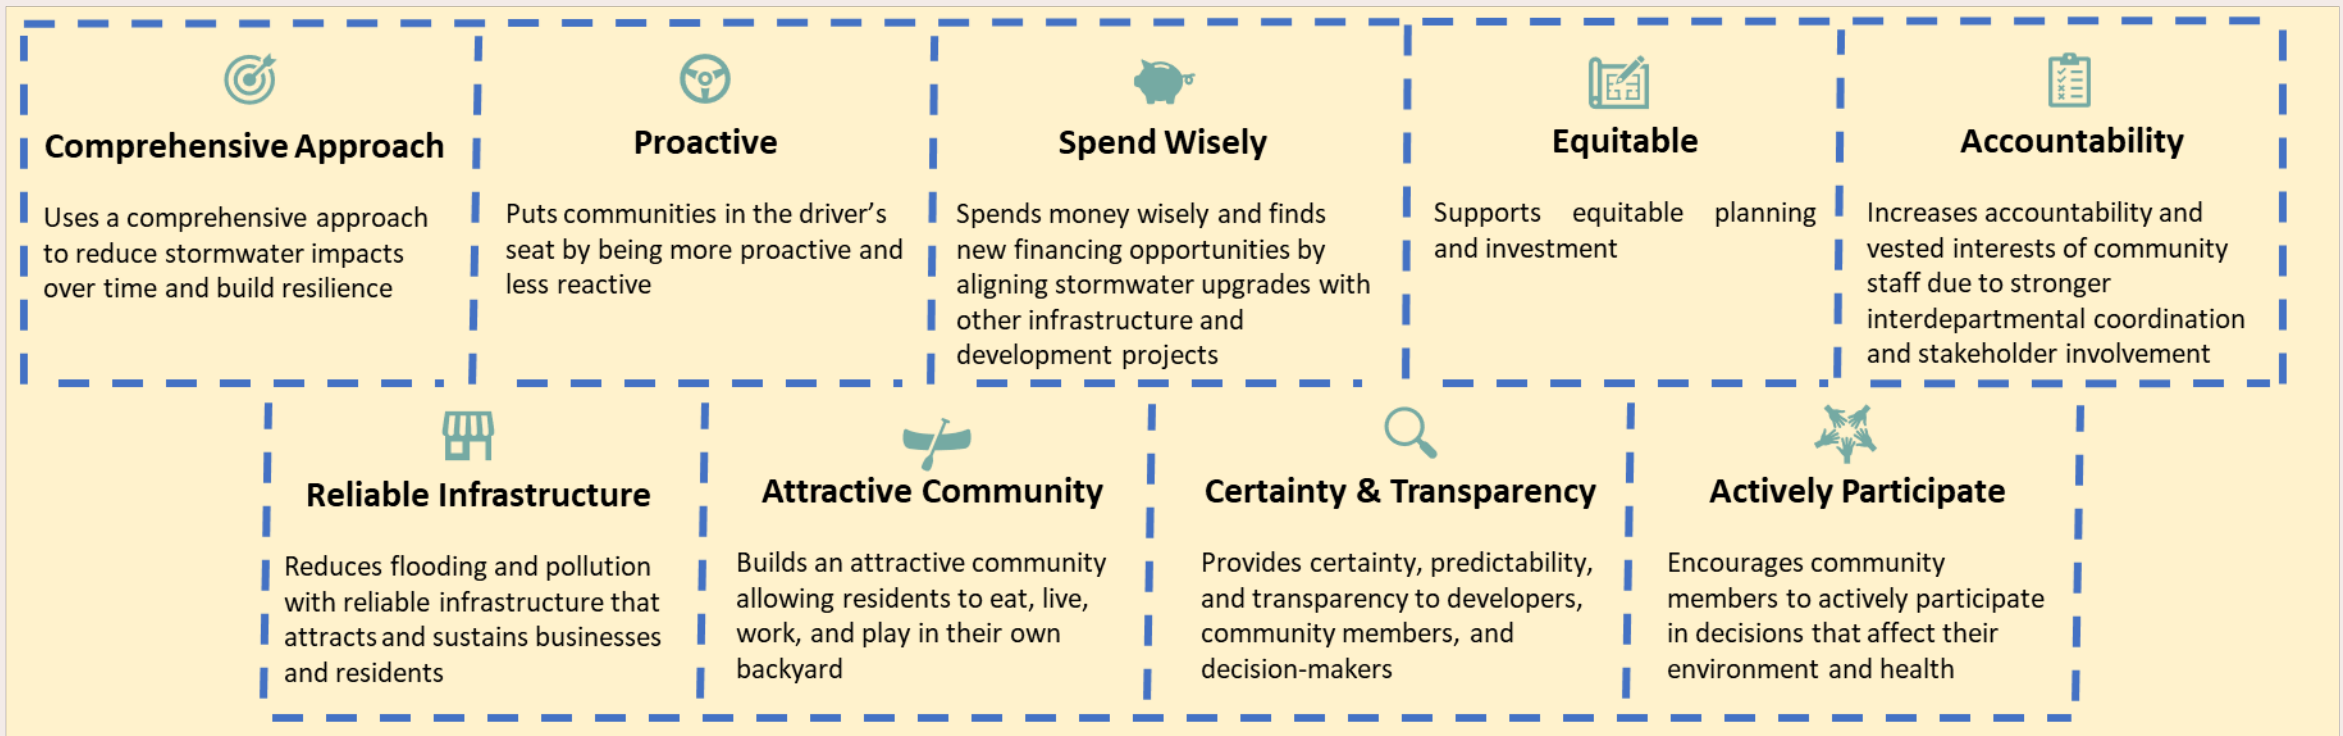 Comprehensive Approach
Uses a comprehensive approach
to reduce stormwater impacts
over time and build resilience
Proactive
Puts communities in the driver’s
seat by being more proactive and
less reactive
Spend Wisely
Spends money wisely and finds
new financing opportunities by
aligning stormwater upgrades with
other infrastructure and
development projects
Equitable
Supports equitable planning
and investment
Accountability
Increases accountability and
vested interests of community
staff due to stronger
interdepartmental coordination
and stakeholder involvement
Reliable Infrastructure
Reduces flooding and pollution
with reliable infrastructure that
attracts and sustains businesses
and residents
Attractive Community
Builds an attractive community
allowing residents to eat, live,
work, and play in their own
backyard
Certainty & Transparency
Provides certainty, predictability,
and transparency to developers,
community members, and
decision-makers
Actively Participate
Encourages community
members to actively participate
in decisions that affect their
environment and health